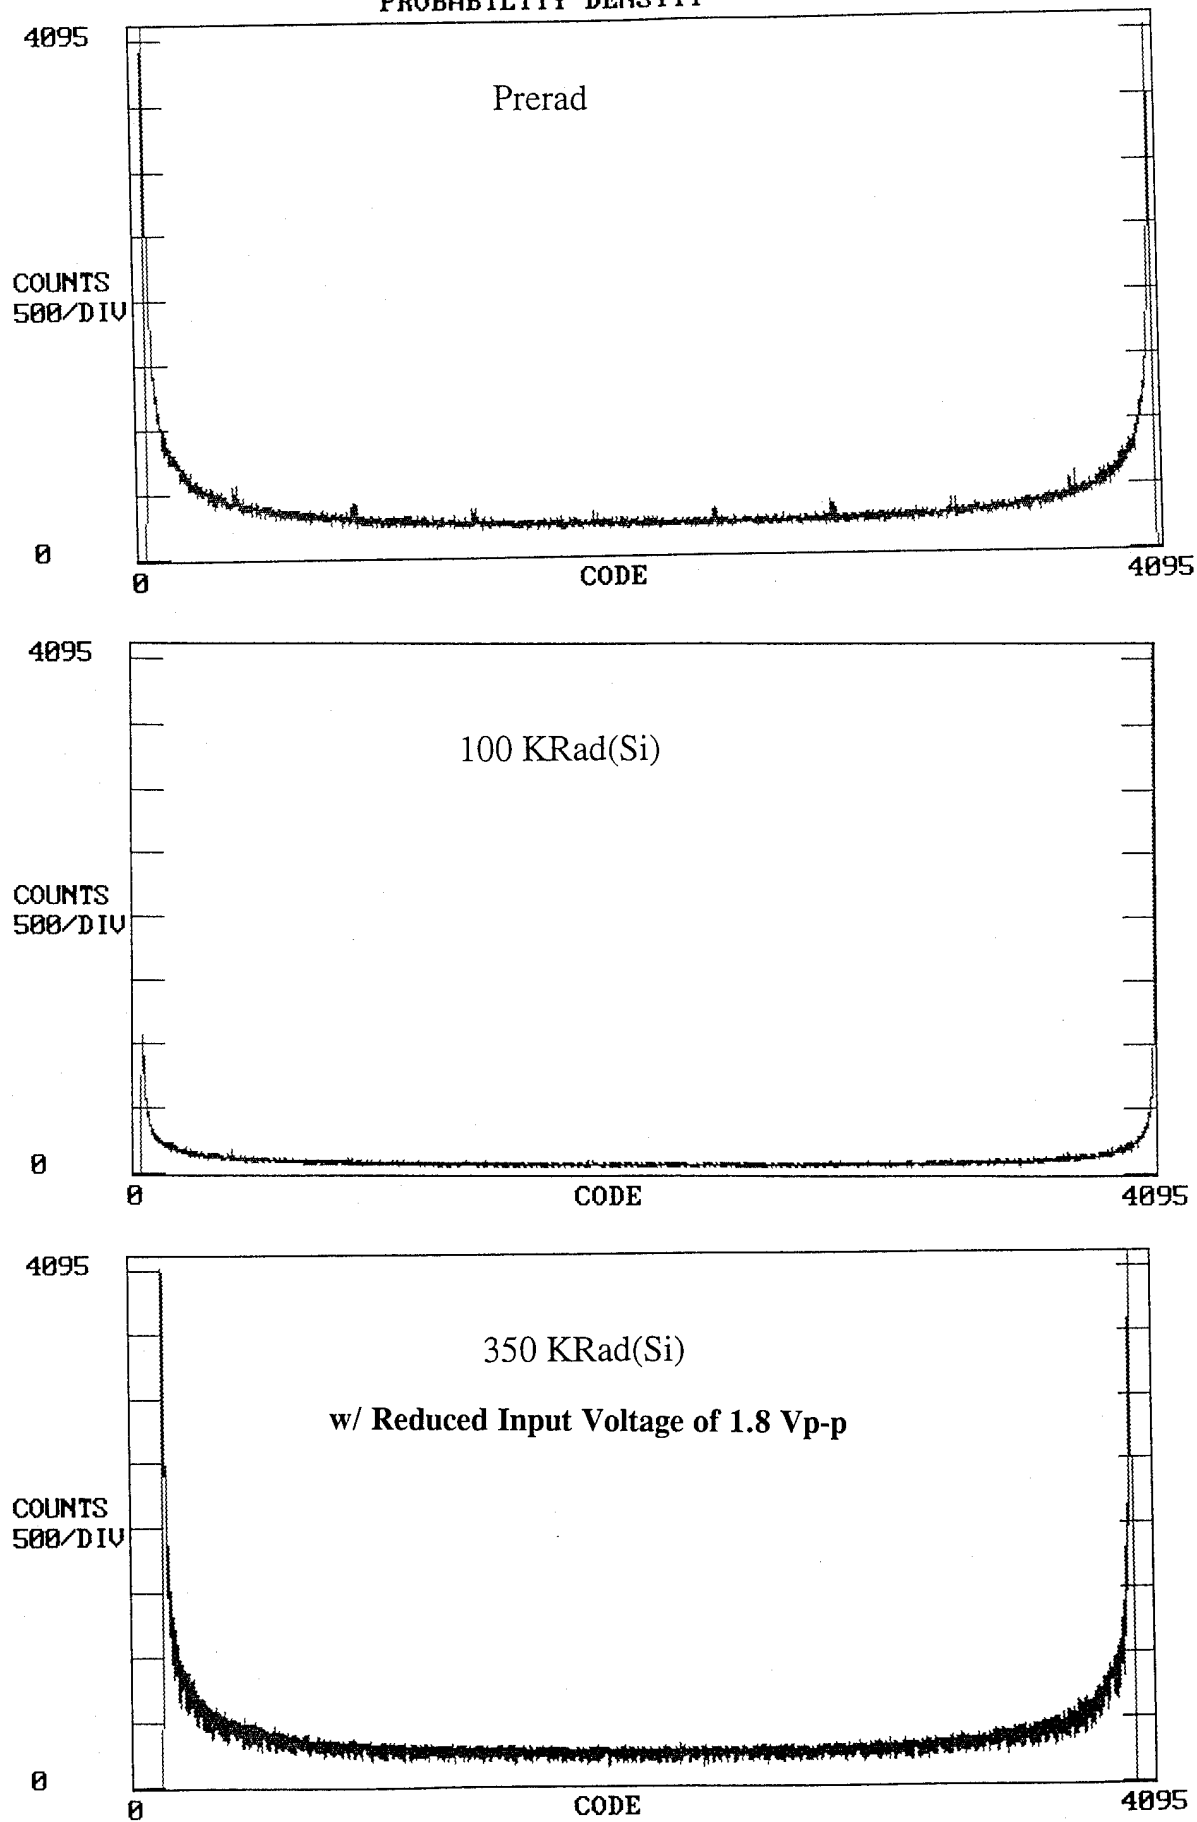 PROBABILITY DENSITY
4095
Prerad
COUNTS
500/DIV
0
0
CODE
4095
4095
100 KRad(Si)
COUNTS
500/DIV
0
0
CODE
4095
4095
350 KRad(Si)
w/ Reduced Input Voltage of 1.8 Vp-p
COUNTS
500/DIV
0
0
CODE
4095